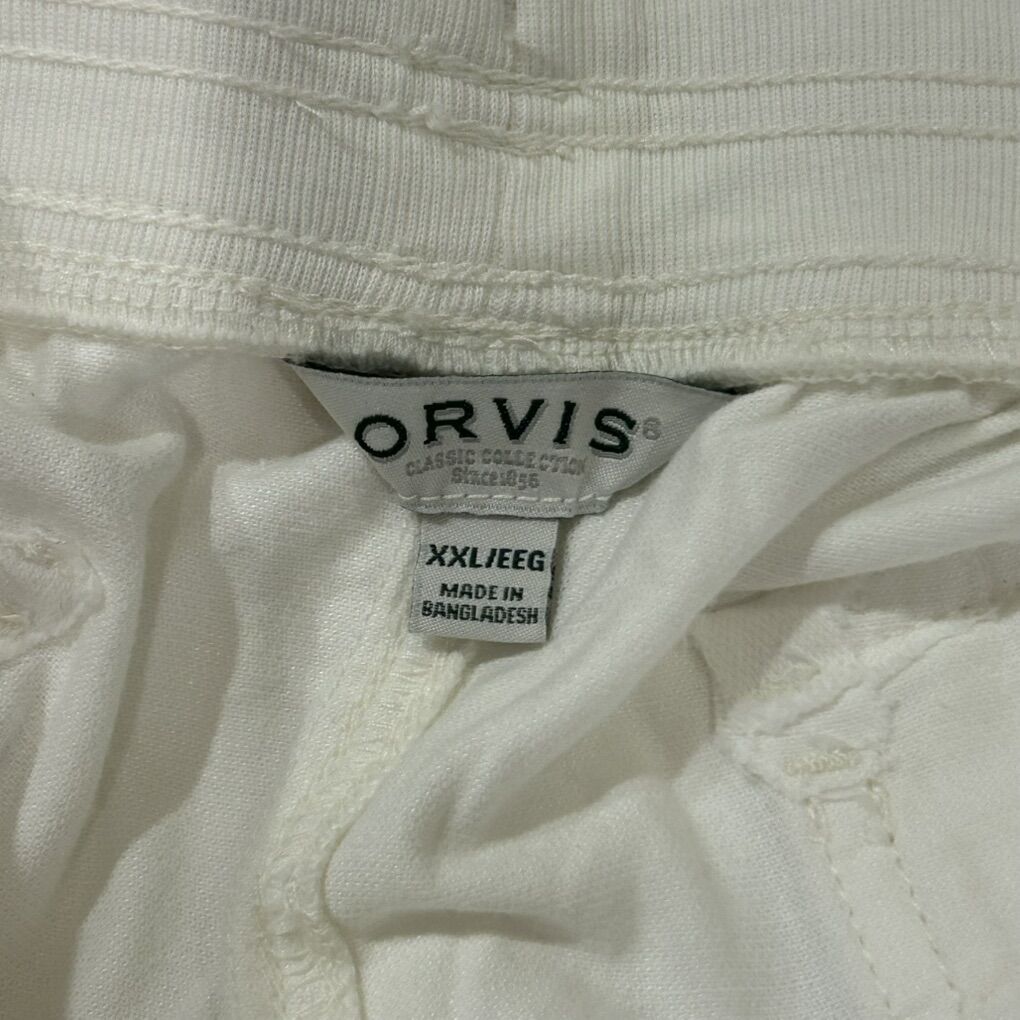 ORVIS®
CLASSIC COLLECTION
Since 1856
XXL/EEG
MADE IN
BANGLADESH